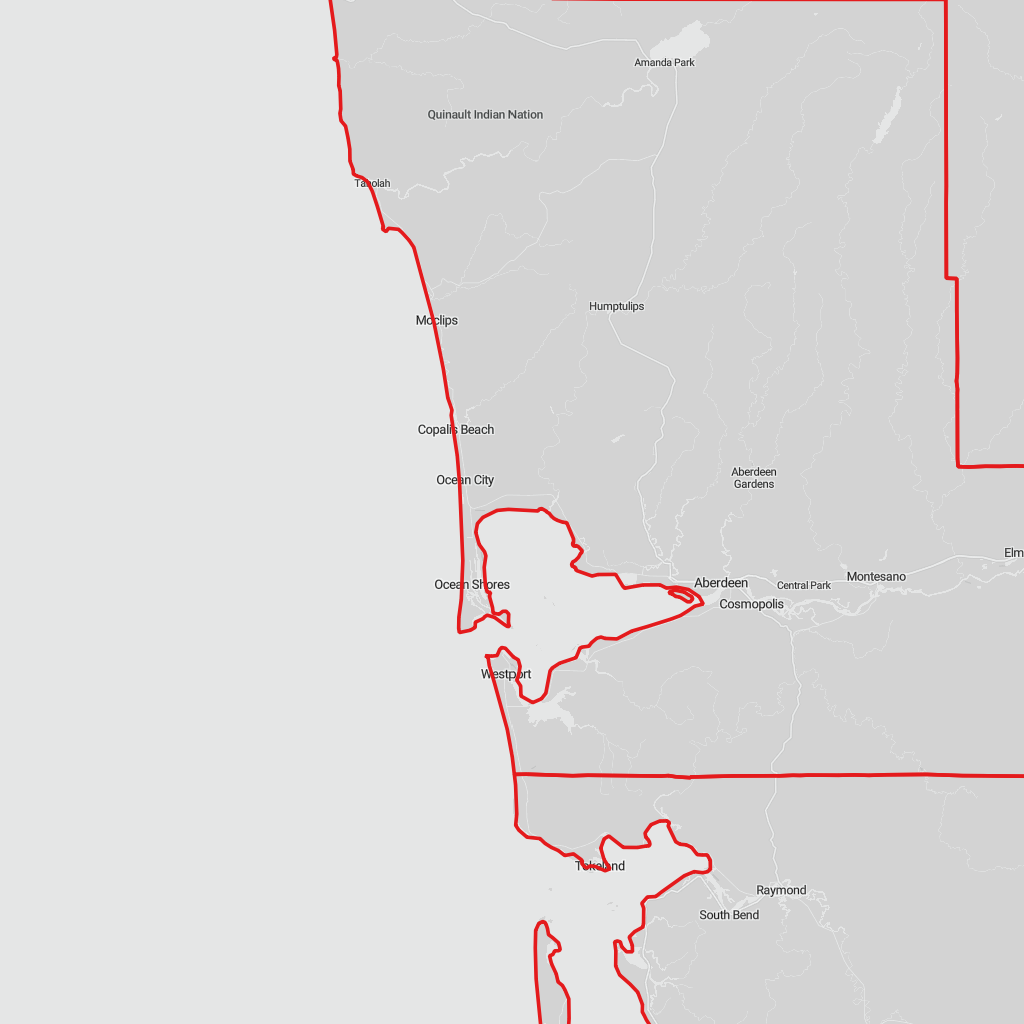 Amanda Park
Quinault Indian Nation
Taholah
Humptulips
Moclips
Copalis Beach
Ocean City
Aberdeen
Gardens
Elm
Ocean Shores
Aberdeen
Central Park
Montesano
Cosmopolis
Westport
Tokeland
Raymond
South Bend